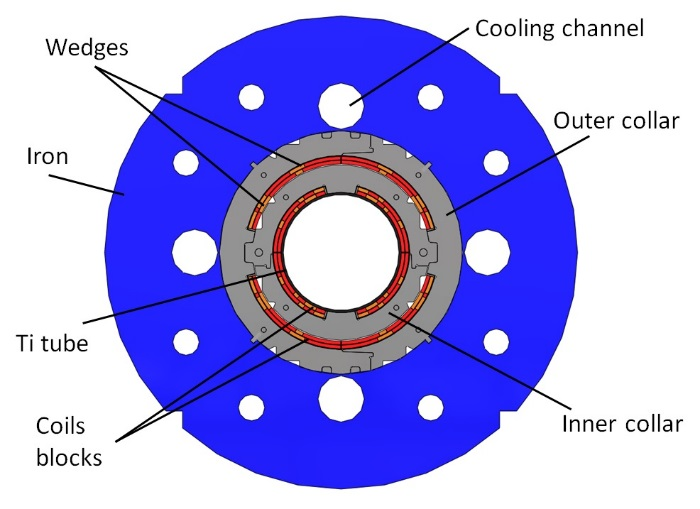 Cooling channel
Wedges
Outer collar
Iron
Ti tube
Inner collar
Coils
blocks